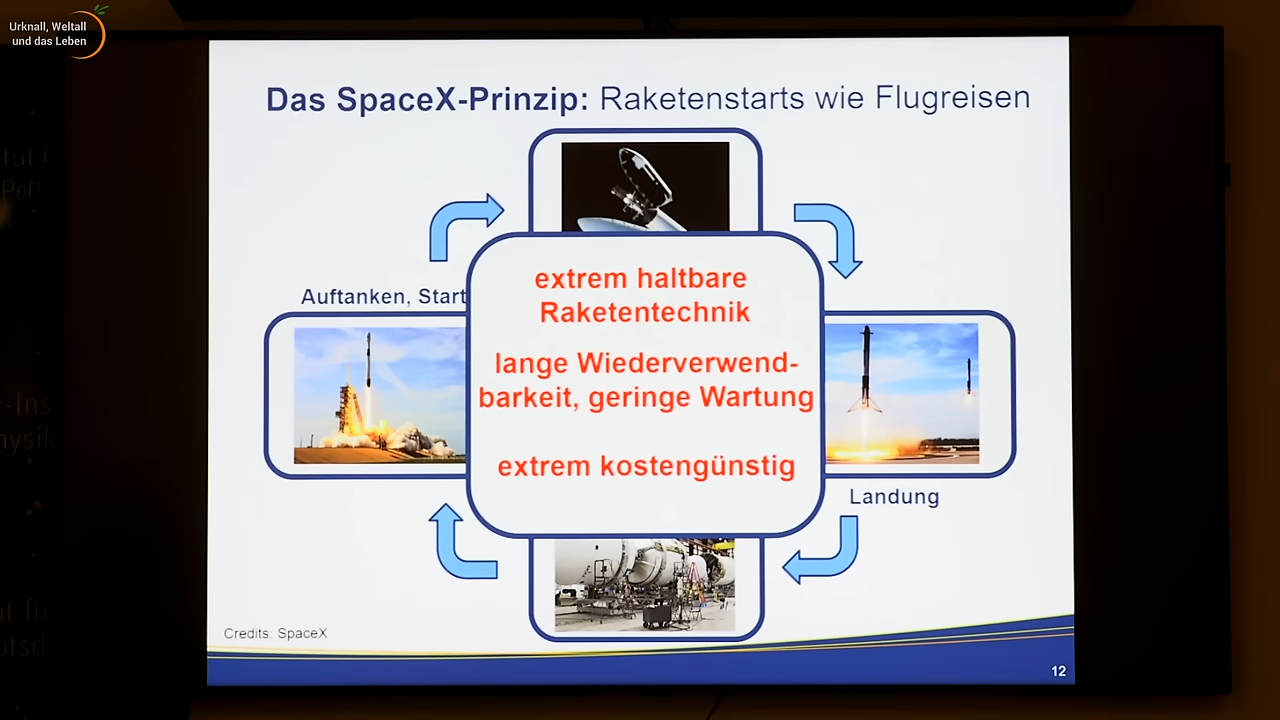 Urknall, Weltall
und das Leben
Das SpaceX-Prinzip: Raketenstarts wie Flugreisen
Auftanken, Start
extrem haltbare
Raketentechnik
lange Wiederverwend-
barkeit, geringe Wartung
extrem kostengünstig
Landung
Credits: SpaceX
12